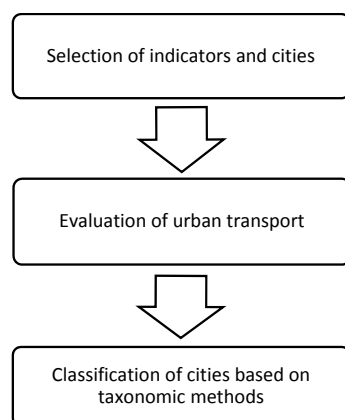 Selection of indicators and cities
Evaluation of urban transport
Classification of cities based on
taxonomic methods